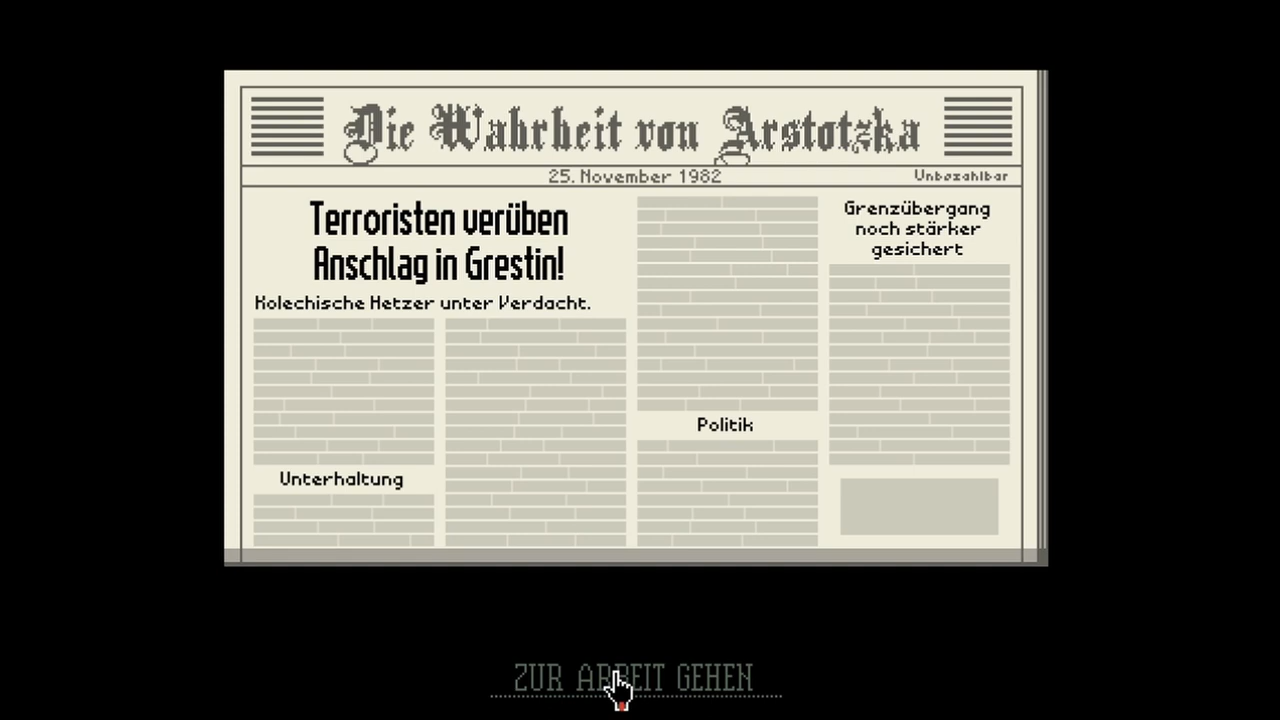 Die Wahrheit von Arstotzka
25. November 1982
Unbezahlbar
Terroristen verüben
Anschlag in Grestin!
Kolechische Hetzer unter Verdacht.
Unterhaltung
Politik
Grenzübergang
noch stärker
gesichert
ZUR ARBEIT GEHEN